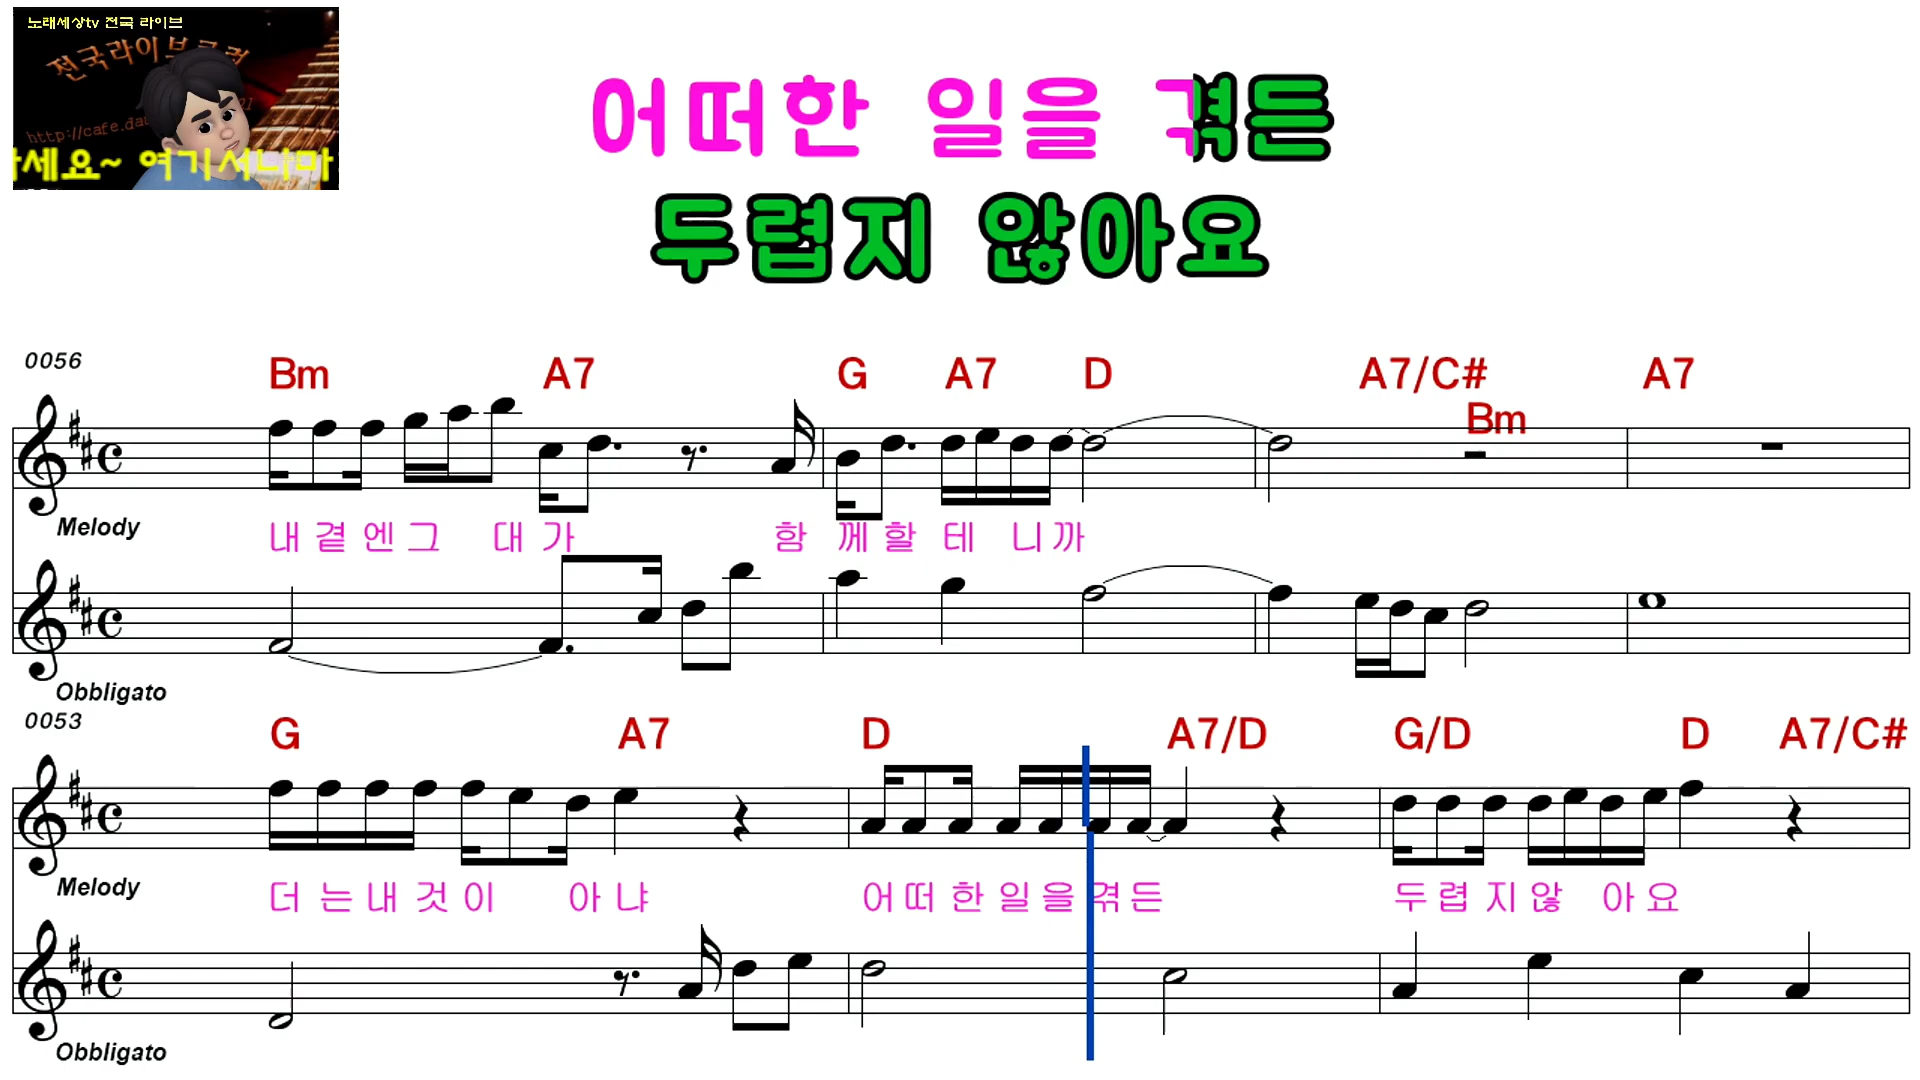 노래세상tv 전국 라이브
전국라이브클럽
http://cafe.dau
세요~ 여기서
어떠한 일을 겪든
두렵지 않아요
0056
Bm A7 G A7 D A7/C# A7
Bm
Melody
내 곁 엔 그 대 가 함 께 할 테 니 까
Obbligato
0053
G A7 D A7/D G/D D A7/C#
Melody
더 는 내 것 이 아 냐 어 떠 한 일 을 겪 든 두 렵 지 않 아 요
Obbligato